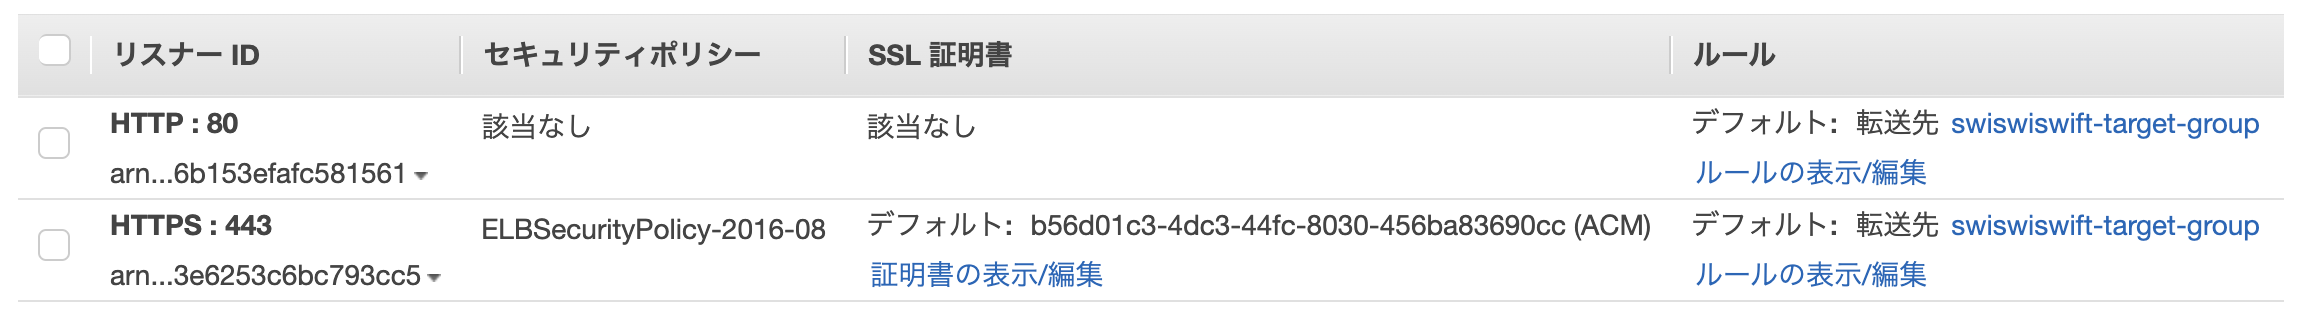 リスナー ID セキュリティポリシー SSL 証明書 ルール
HTTP : 80 該当なし 該当なし デフォルト: 転送先 swiswiswift-target-group
arn...6b153efafc581561 ルールの表示/編集
HTTPS : 443 ELBSecurityPolicy-2016-08 デフォルト: b56d01c3-4dc3-44fc-8030-456ba83690cc (ACM) デフォルト: 転送先 swiswiswift-target-group
arn...3e6253c6bc793cc5 証明書の表示/編集 ルールの表示/編集